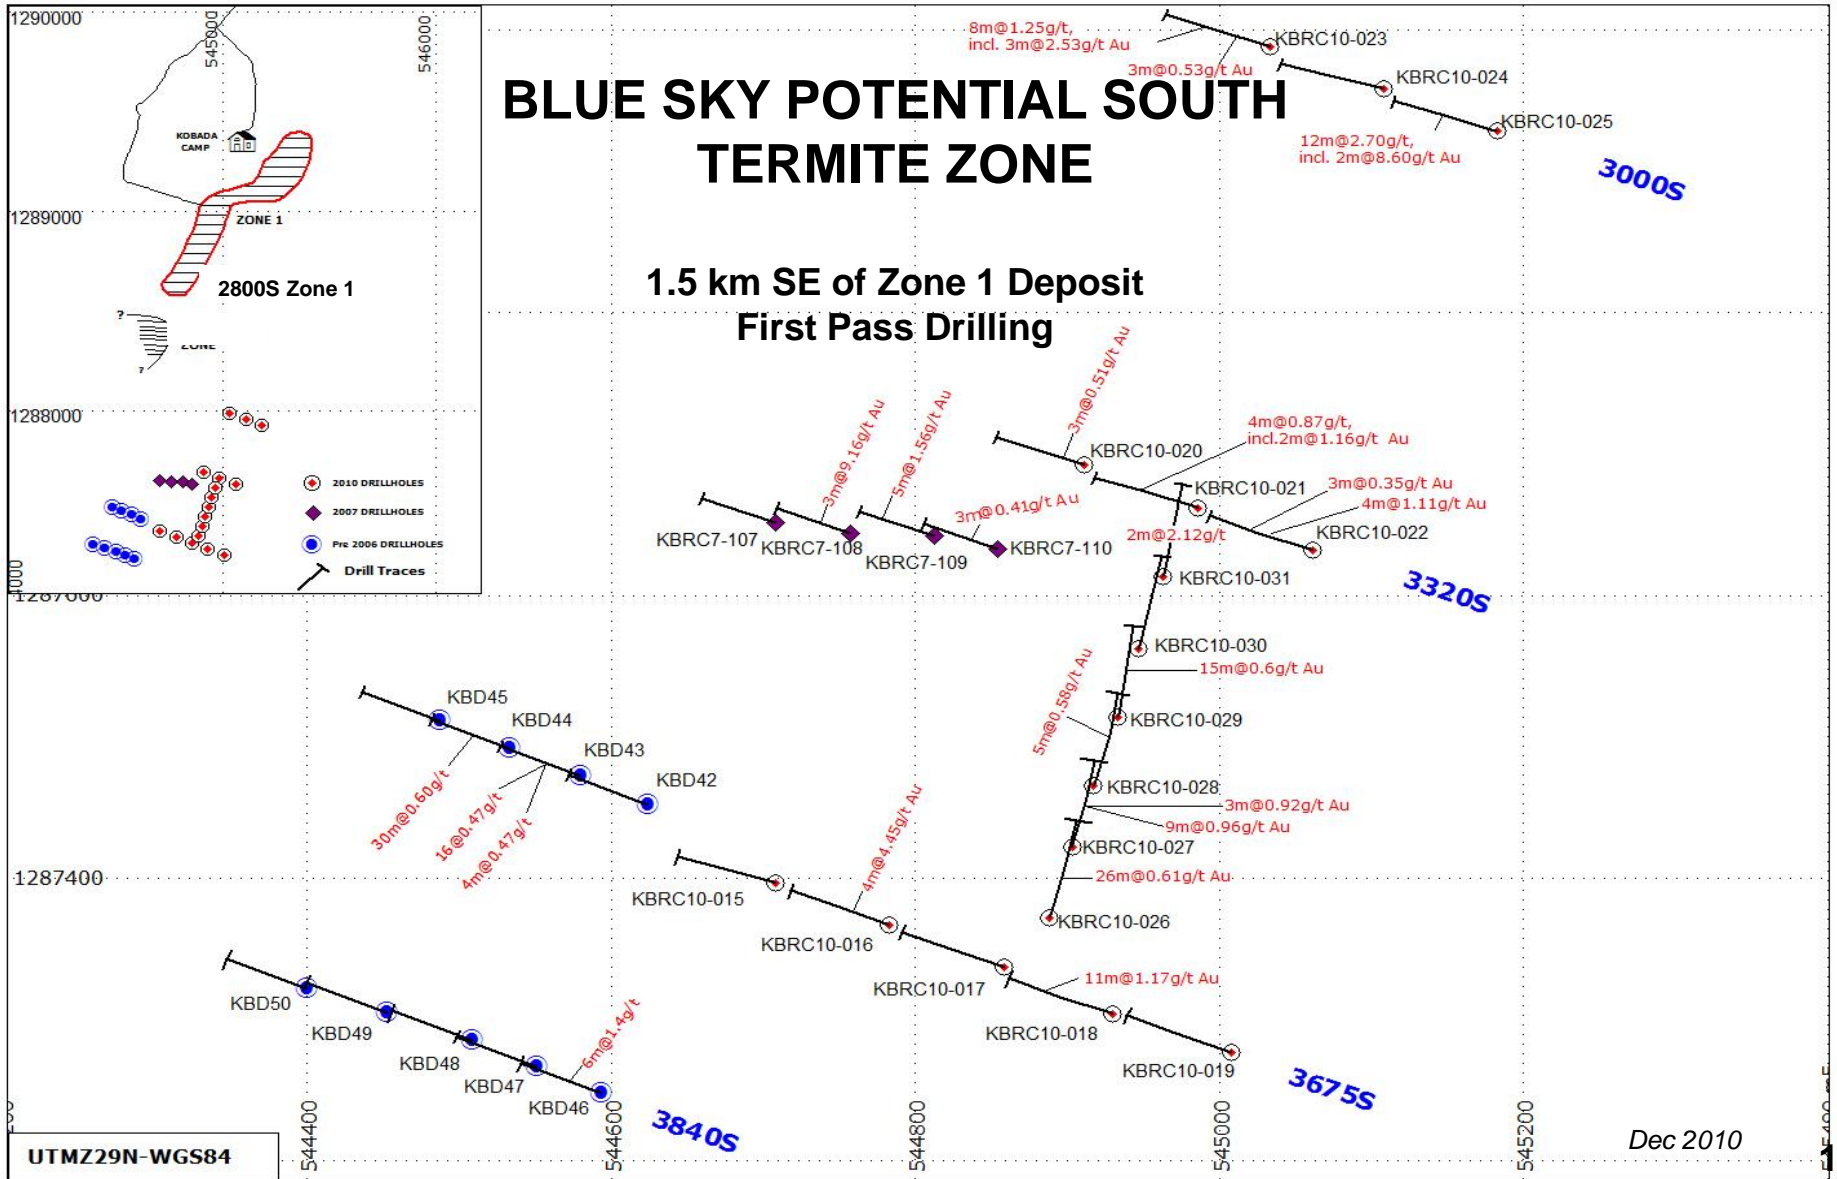 1290000
545000
546000
KOBADA
CAMP
1289000
ZONE 1
2800S Zone 1
?
ZONE
?
1288000
2010 DRILLHOLES
2007 DRILLHOLES
Pre 2006 DRILLHOLES
Drill Traces
BLUE SKY POTENTIAL SOUTH
TERMITE ZONE
1.5 km SE of Zone 1 Deposit
First Pass Drilling
8m@1.25g/t,
incl. 3m@2.53g/t Au
3m@0.53g/t Au
KBRC10-023
KBRC10-024
KBRC10-025
12m@2.70g/t,
incl. 2m@8.60g/t Au
3000S
3m@0.51g/t Au
KBRC10-020
4m@0.87g/t,
incl.2m@1.16g/t Au
KBRC10-021
3m@0.35g/t Au
4m@1.11g/t Au
KBRC10-022
2m@2.12g/t
3m@9.16g/t Au
5m@1.56g/t Au
3m@0.41g/t Au
KBRC7-107
KBRC7-108
KBRC7-109
KBRC7-110
KBRC10-031
3320S
1287600
KBRC10-030
15m@0.6g/t Au
5m@0.58g/t Au
KBRC10-029
KBRC10-028
3m@0.92g/t Au
9m@0.96g/t Au
KBRC10-027
26m@0.61g/t Au
KBRC10-026
KBD45
KBD44
KBD43
KBD42
30m@0.60g/t
16@0.47g/t
4m@0.47g/t
1287400
4m@4.45g/t Au
KBRC10-015
KBRC10-016
KBRC10-017
11m@1.17g/t Au
KBRC10-018
KBRC10-019
3675S
KBD50
KBD49
KBD48
KBD47
KBD46
6m@1.4g/t
3840S
544400
544600
544800
545000
545200
UTMZ29N-WGS84
Dec 2010